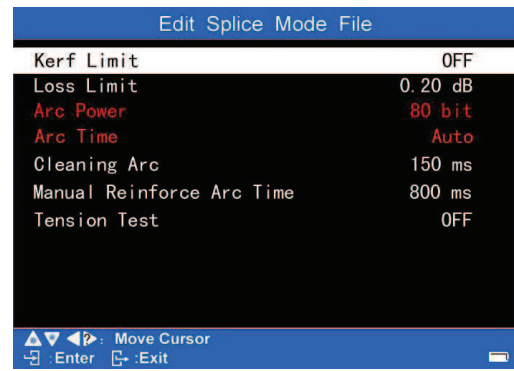 Edit Splice Mode File
Kerf Limit OFF
Loss Limit 0.20 dB
Arc Power 80 bit
Arc Time Auto
Cleaning Arc 150 ms
Manual Reinforce Arc Time 800 ms
Tension Test OFF
?: Move Cursor
:Enter :Exit